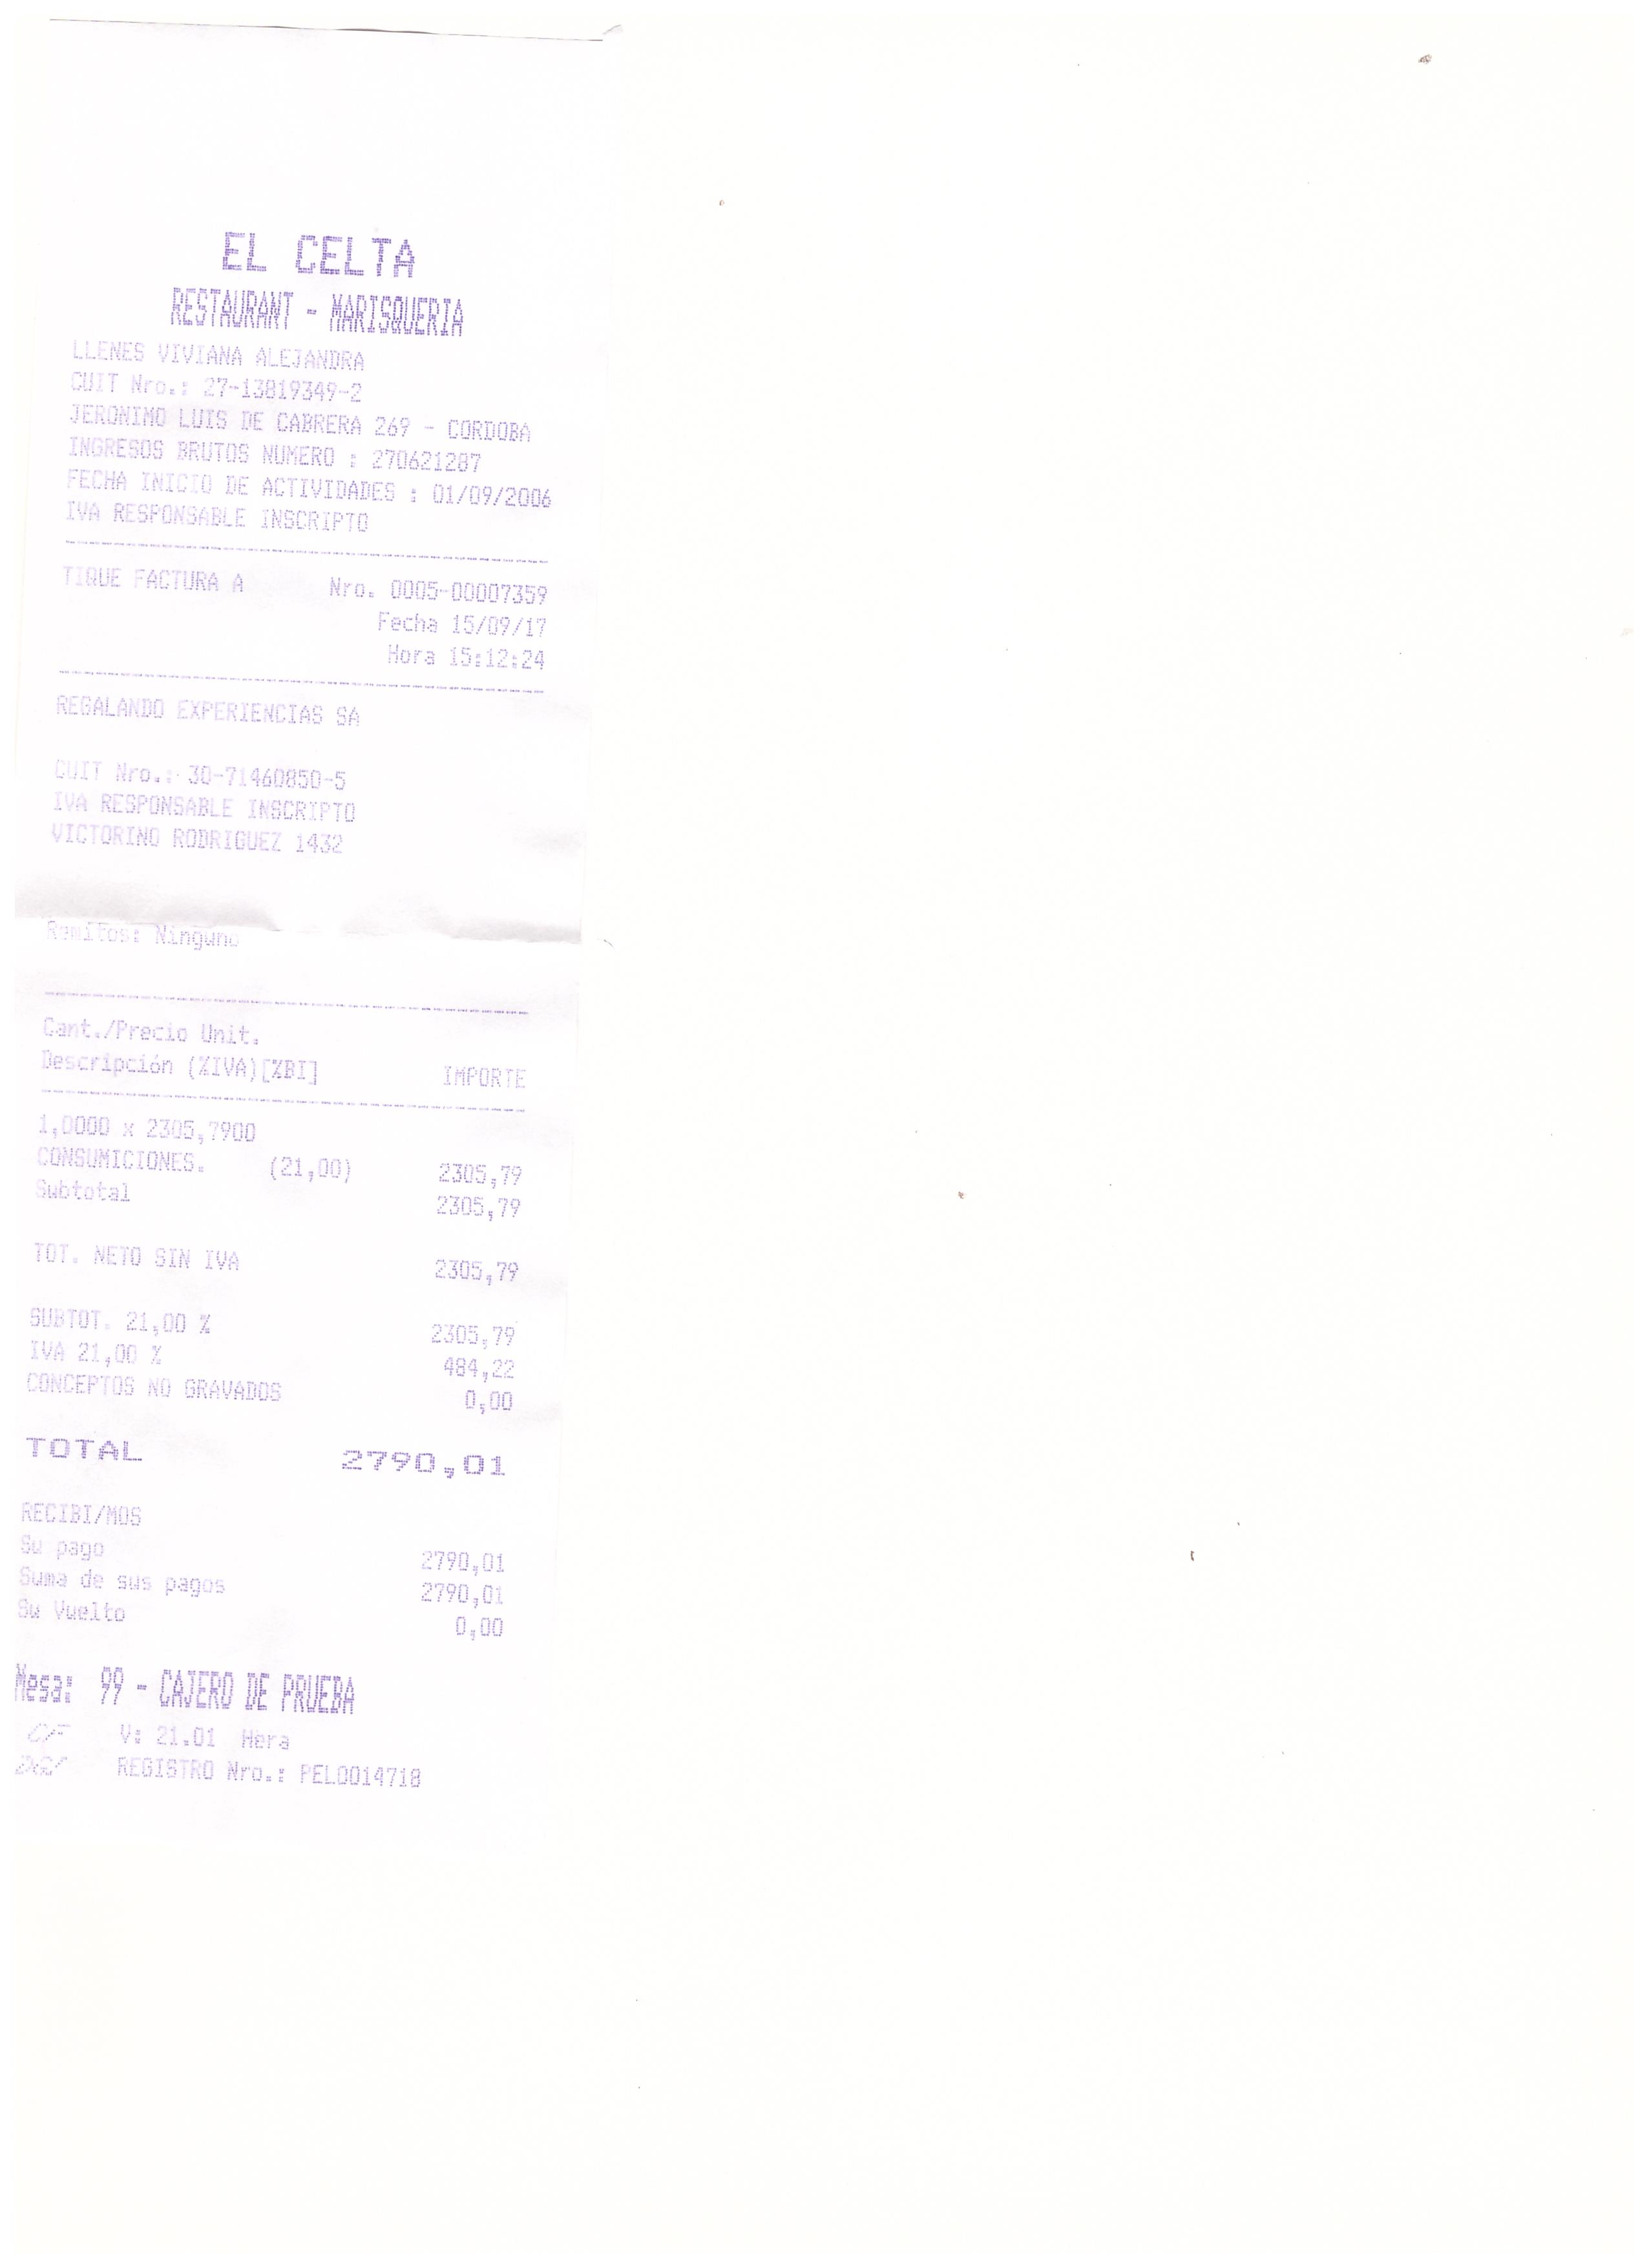 EL CELTA
RESTAURANT - MARISQUERIA
LLENES VIVIANA ALEJANDRA
CUIT Nro.: 27-13819349-2
JERONIMO LUIS DE CABRERA 269 - CORDOBA
INGRESOS BRUTOS NUMERO : 270621287
FECHA INICIO DE ACTIVIDADES : 01/09/2006
IVA RESPONSABLE INSCRIPTO
TIQUE FACTURA A Nro. 0005-00007359
Fecha 15/09/17
Hora 15:12:24
REGALANDO EXPERIENCIAS SA
CUIT Nro.: 30-71460850-5
IVA RESPONSABLE INSCRIPTO
VICTORINO RODRIGUEZ 1432
Remitos: Ninguno
Cant./Precio Unit.
Descripción (%IVA)[%BI] IMPORTE
1,0000 x 2305,7900
CONSUMICIONES. (21,00) 2305,79
Subtotal 2305,79
TOT. NETO SIN IVA 2305,79
SUBTOT. 21,00 % 2305,79
IVA 21,00 % 484,22
CONCEPTOS NO GRAVADOS 0,00
TOTAL 2790,01
RECIBI/MOS
Su pago 2790,01
Suma de sus pagos 2790,01
Su Vuelto 0,00
Mesa: 99 - CAJERO DE PRUEBA
CF V: 21.01 Hera
DGI REGISTRO Nro.: PEL0014718